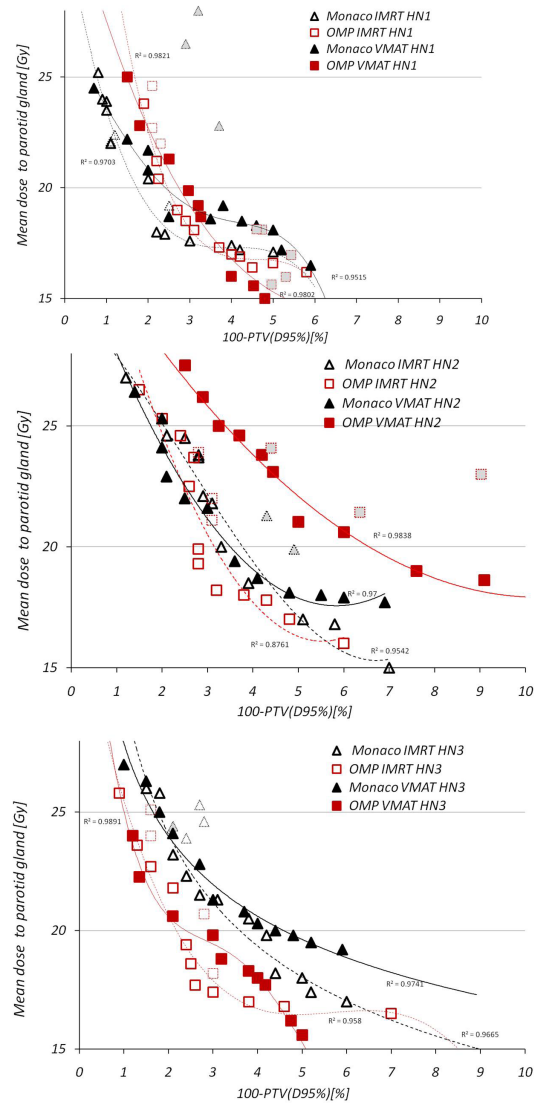 Monaco IMRT HN1
OMP IMRT HN1
Monaco VMAT HN1
OMP VMAT HN1
Mean dose to parotid gland [Gy]
25
20
15
R² = 0.9821
R² = 0.9703
R² = 0.9515
R² = 0.9802
0 1 2 3 4 5 6 7 8 9 10
100-PTV(D95%)[%]
Monaco IMRT HN2
OMP IMRT HN2
Monaco VMAT HN2
OMP VMAT HN2
Mean dose to parotid gland [Gy]
25
20
15
R² = 0.9838
R² = 0.97
R² = 0.8761
R² = 0.9542
0 1 2 3 4 5 6 7 8 9 10
100-PTV(D95%)[%]
Monaco IMRT HN3
OMP IMRT HN3
Monaco VMAT HN3
OMP VMAT HN3
Mean dose to parotid gland [Gy]
25
20
15
R² = 0.9891
R² = 0.9741
R² = 0.958
R² = 0.9665
0 1 2 3 4 5 6 7 8 9 10
100-PTV(D95%)[%]